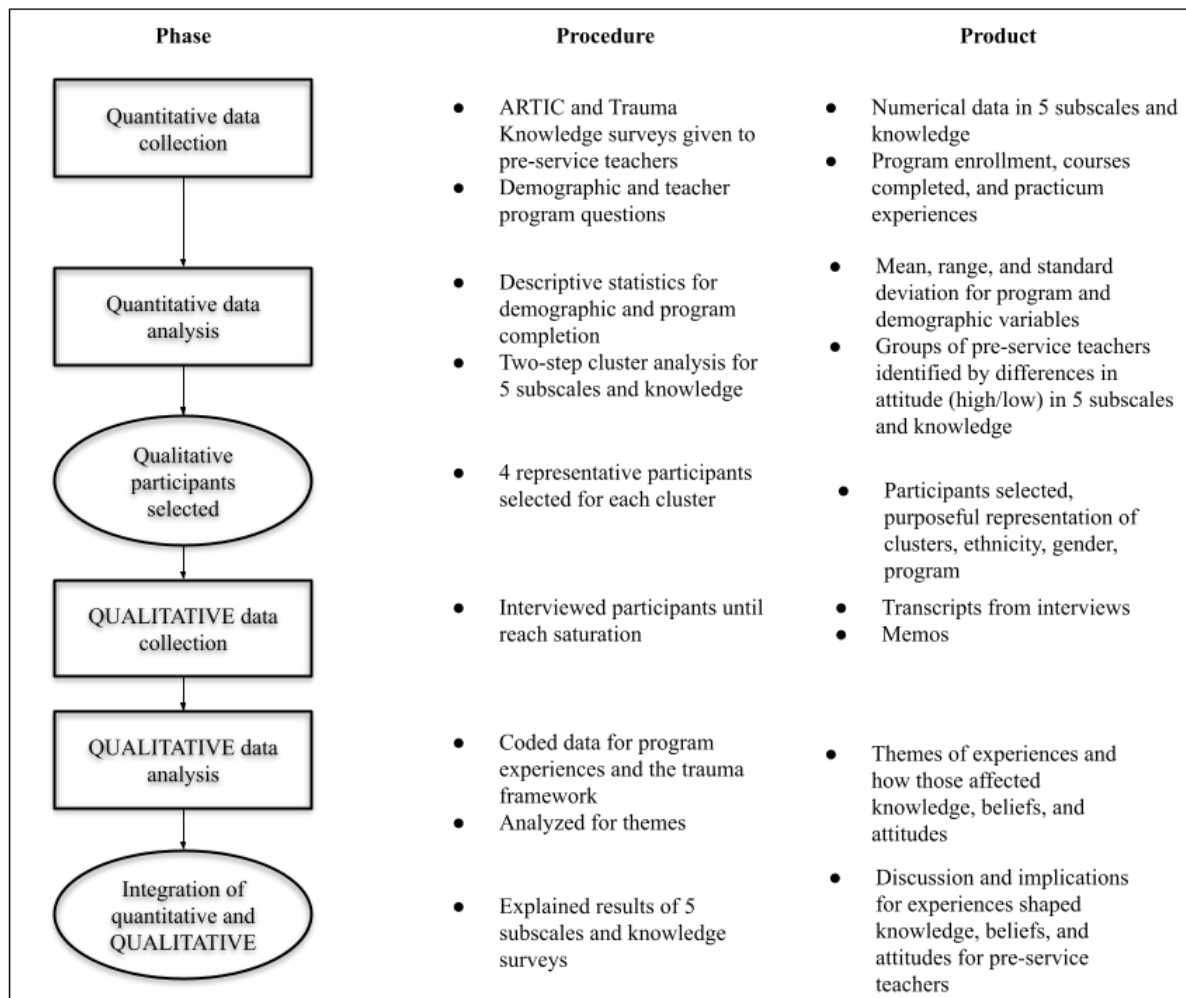 Phase
Procedure
Product
Quantitative data
collection
● ARTIC and Trauma
Knowledge surveys given to
pre-service teachers
● Demographic and teacher
program questions
● Numerical data in 5 subscales and
knowledge
● Program enrollment, courses
completed, and practicum
experiences
Quantitative data
analysis
● Descriptive statistics for
demographic and program
completion
● Two-step cluster analysis for
5 subscales and knowledge
● Mean, range, and standard
deviation for program and
demographic variables
● Groups of pre-service teachers
identified by differences in
attitude (high/low) in 5 subscales
and knowledge
Qualitative
participants
selected
● 4 representative participants
selected for each cluster
● Participants selected,
purposeful representation of
clusters, ethnicity, gender,
program
QUALITATIVE data
collection
● Interviewed participants until
reach saturation
● Transcripts from interviews
● Memos
QUALITATIVE data
analysis
● Coded data for program
experiences and the trauma
framework
● Analyzed for themes
● Themes of experiences and
how those affected
knowledge, beliefs, and
attitudes
Integration of
quantitative and
QUALITATIVE
● Explained results of 5
subscales and knowledge
surveys
● Discussion and implications
for experiences shaped
knowledge, beliefs, and
attitudes for pre-service
teachers